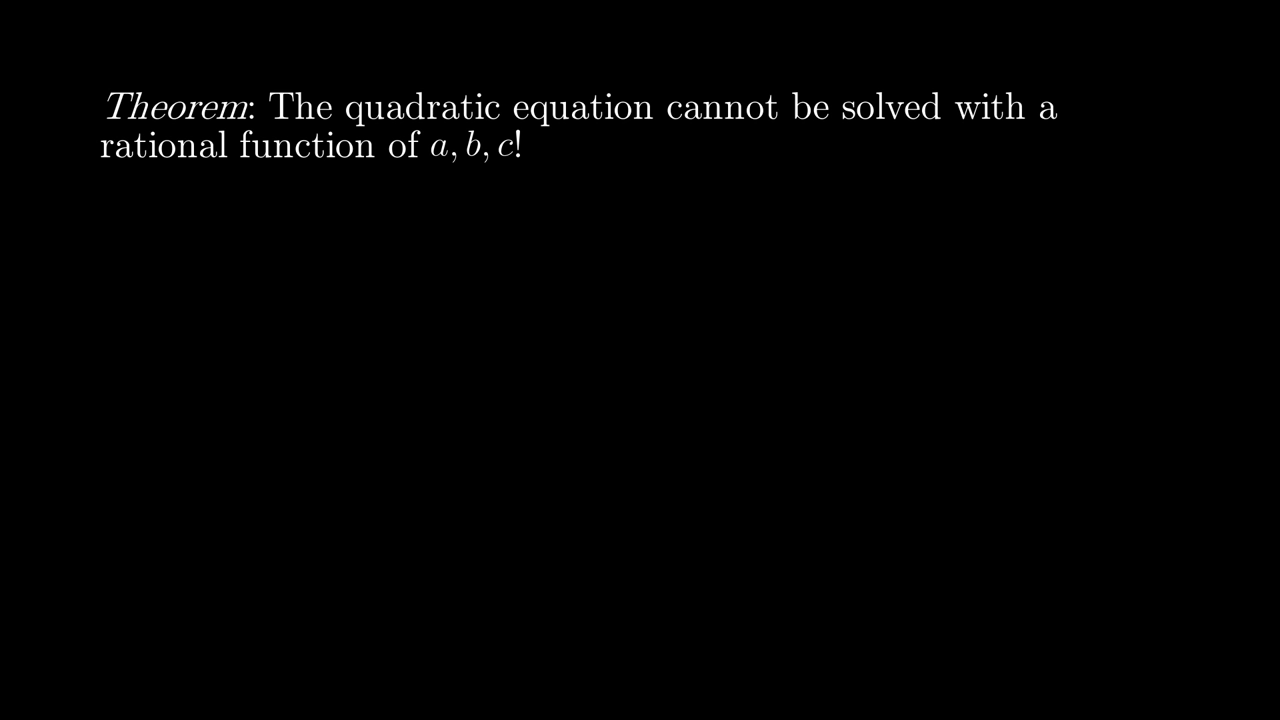 Theorem: The quadratic equation cannot be solved with a
rational function of a, b, c!